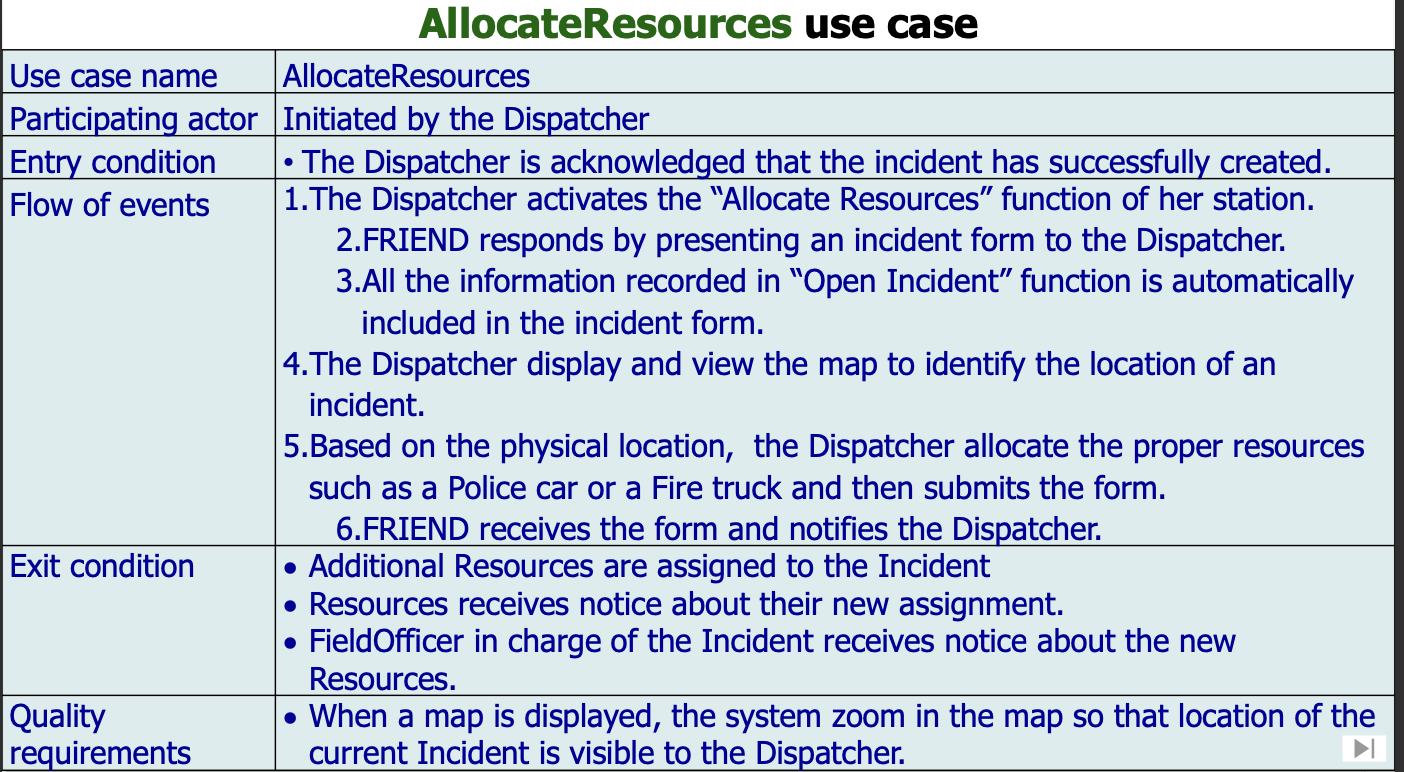 AllocateResources use case
Use case name
AllocateResources
Participating actor
Initiated by the Dispatcher
Entry condition
• The Dispatcher is acknowledged that the incident has successfully created.
Flow of events
1.The Dispatcher activates the “Allocate Resources” function of her station.
2.FRIEND responds by presenting an incident form to the Dispatcher.
3.All the information recorded in “Open Incident” function is automatically
included in the incident form.
4.The Dispatcher display and view the map to identify the location of an
incident.
5.Based on the physical location,  the Dispatcher allocate the proper resources
such as a Police car or a Fire truck and then submits the form.
6.FRIEND receives the form and notifies the Dispatcher.
Exit condition
• Additional Resources are assigned to the Incident
• Resources receives notice about their new assignment.
• FieldOfficer in charge of the Incident receives notice about the new
Resources.
Quality
requirements
• When a map is displayed, the system zoom in the map so that location of the
current Incident is visible to the Dispatcher.